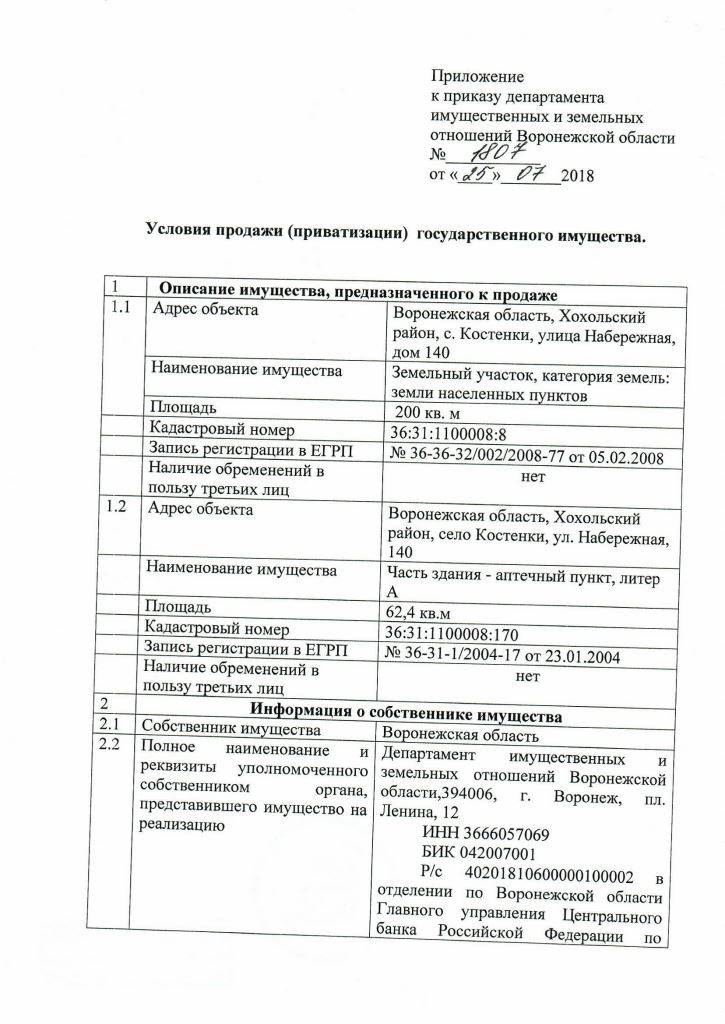 Приложение
к приказу департамента
имущественных и земельных
отношений Воронежской области
№ 1807
от «25» 07 2018
Условия продажи (приватизации) государственного имущества.
1 Описание имущества, предназначенного к продаже
1.1 Адрес объекта Воронежская область, Хохольский
район, с. Костенки, улица Набережная,
дом 140
Наименование имущества Земельный участок, категория земель:
земли населенных пунктов
Площадь 200 кв. м
Кадастровый номер 36:31:1100008:8
Запись регистрации в ЕГРП № 36-36-32/002/2008-77 от 05.02.2008
Наличие обременений в нет
пользу третьих лиц
1.2 Адрес объекта Воронежская область, Хохольский
район, село Костенки, ул. Набережная,
140
Наименование имущества Часть здания - аптечный пункт, литер
А
Площадь 62,4 кв.м
Кадастровый номер 36:31:1100008:170
Запись регистрации в ЕГРП № 36-31-1/2004-17 от 23.01.2004
Наличие обременений в нет
пользу третьих лиц
2 Информация о собственнике имущества
2.1 Собственник имущества Воронежская область
2.2 Полное наименование и Департамент имущественных и
реквизиты уполномоченного земельных отношений Воронежской
собственником органа, области,394006, г. Воронеж, пл.
представившего имущество на Ленина, 12
реализацию ИНН 3666057069
БИК 042007001
Р/с 40201810600000100002 в
отделении по Воронежской области
Главного управления Центрального
банка Российской Федерации по